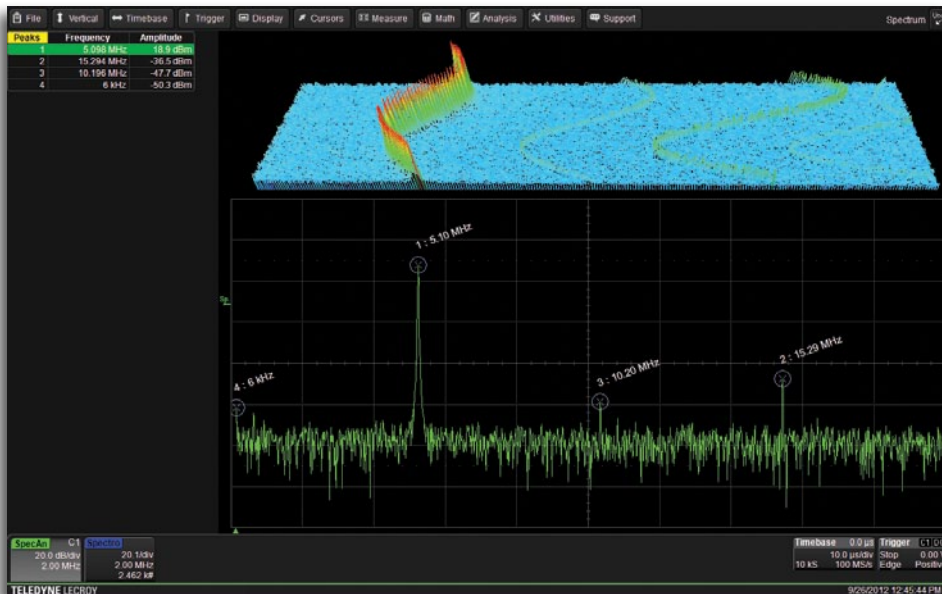 File Vertical Timebase Trigger Display Cursors Measure Math Analysis Utilities Support Spectrum
Peaks Frequency Amplitude
1 5.098 MHz 18.9 dBm
2 15.294 MHz -36.5 dBm
3 10.196 MHz -47.7 dBm
4 6 kHz -50.3 dBm
1 : 5.10 MHz
2 : 15.29 MHz
3 : 10.20 MHz
4 : 6 kHz
SpecAn C1
20.0 dB/div
2.00 MHz
Spectro
20.1/div
2.00 MHz
2.462 k#
Timebase 0.0 µs
10.0 µs/div
10 kS 100 MS/s
Trigger C1
Stop 0.00
Edge Positiv
TELEDYNE LECROY
9/26/2012 12:45:44 PM